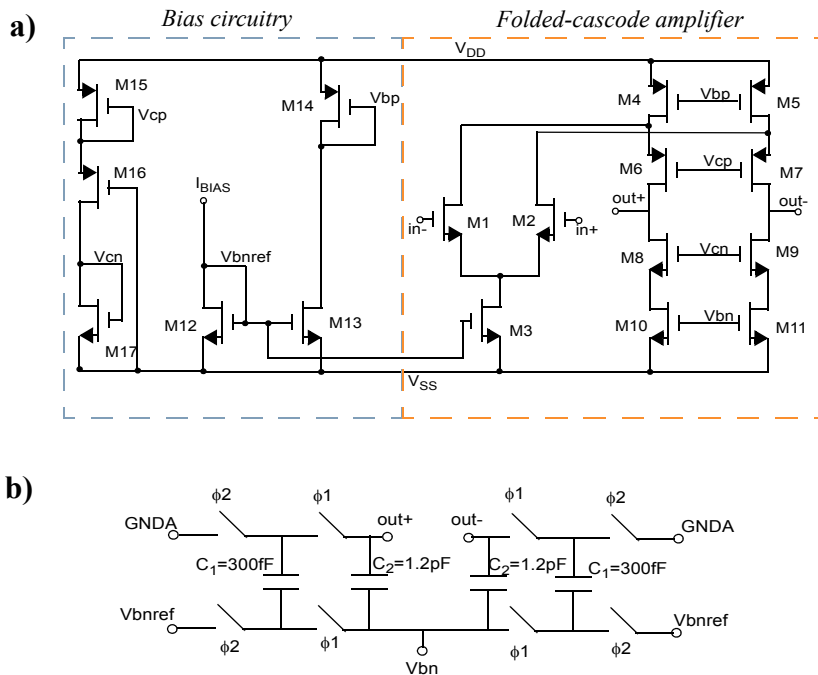 a)
Bias circuitry
Folded-cascode amplifier
V_DD
M15
Vcp
M14
Vbp
M4
Vbp
M5
M16
I_BIAS
M6
Vcp
M7
out+
out-
in-
M1
M2
in+
Vcn
Vbnref
M8
Vcn
M9
M12
M13
M3
M10
Vbn
M11
M17
V_SS
b)
ϕ2
ϕ1
ϕ1
ϕ2
GNDA
out+
out-
GNDA
C1=300fF
C2=1.2pF
C2=1.2pF
C1=300fF
Vbnref
Vbnref
ϕ2
ϕ1
ϕ1
ϕ2
Vbn